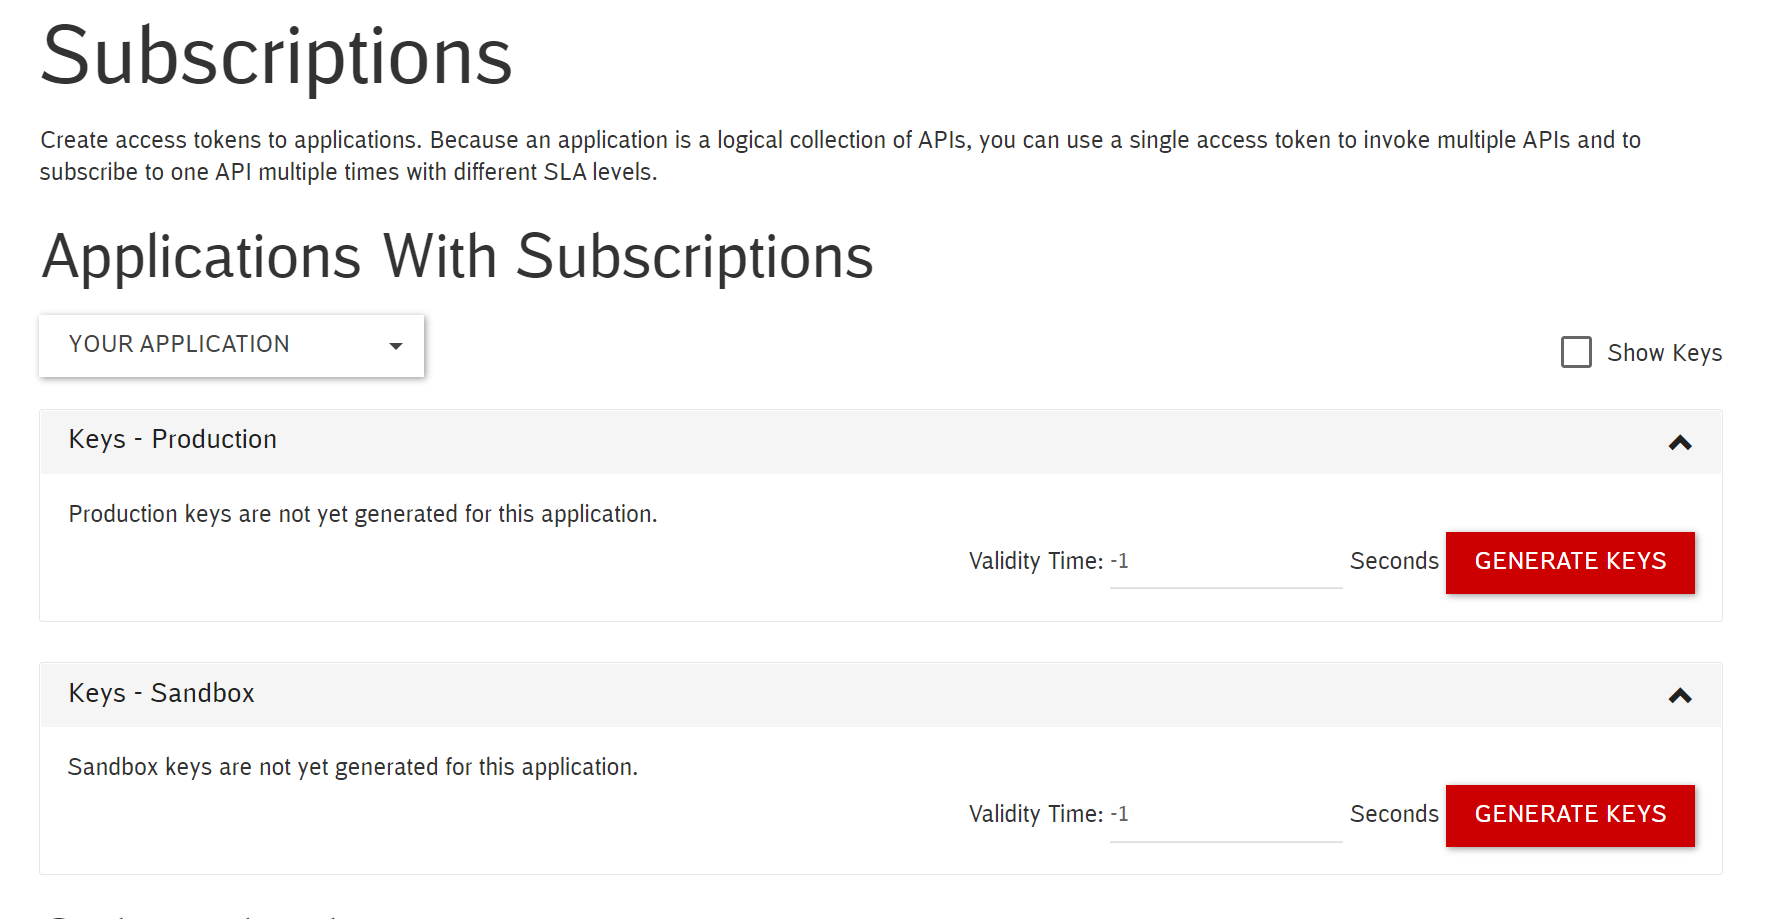 Subscriptions
Create access tokens to applications. Because an application is a logical collection of APIs, you can use a single access token to invoke multiple APIs and to
subscribe to one API multiple times with different SLA levels.
Applications With Subscriptions
YOUR APPLICATION
Show Keys
Keys - Production
Production keys are not yet generated for this application.
Validity Time: -1 Seconds GENERATE KEYS
Keys - Sandbox
Sandbox keys are not yet generated for this application.
Validity Time: -1 Seconds GENERATE KEYS